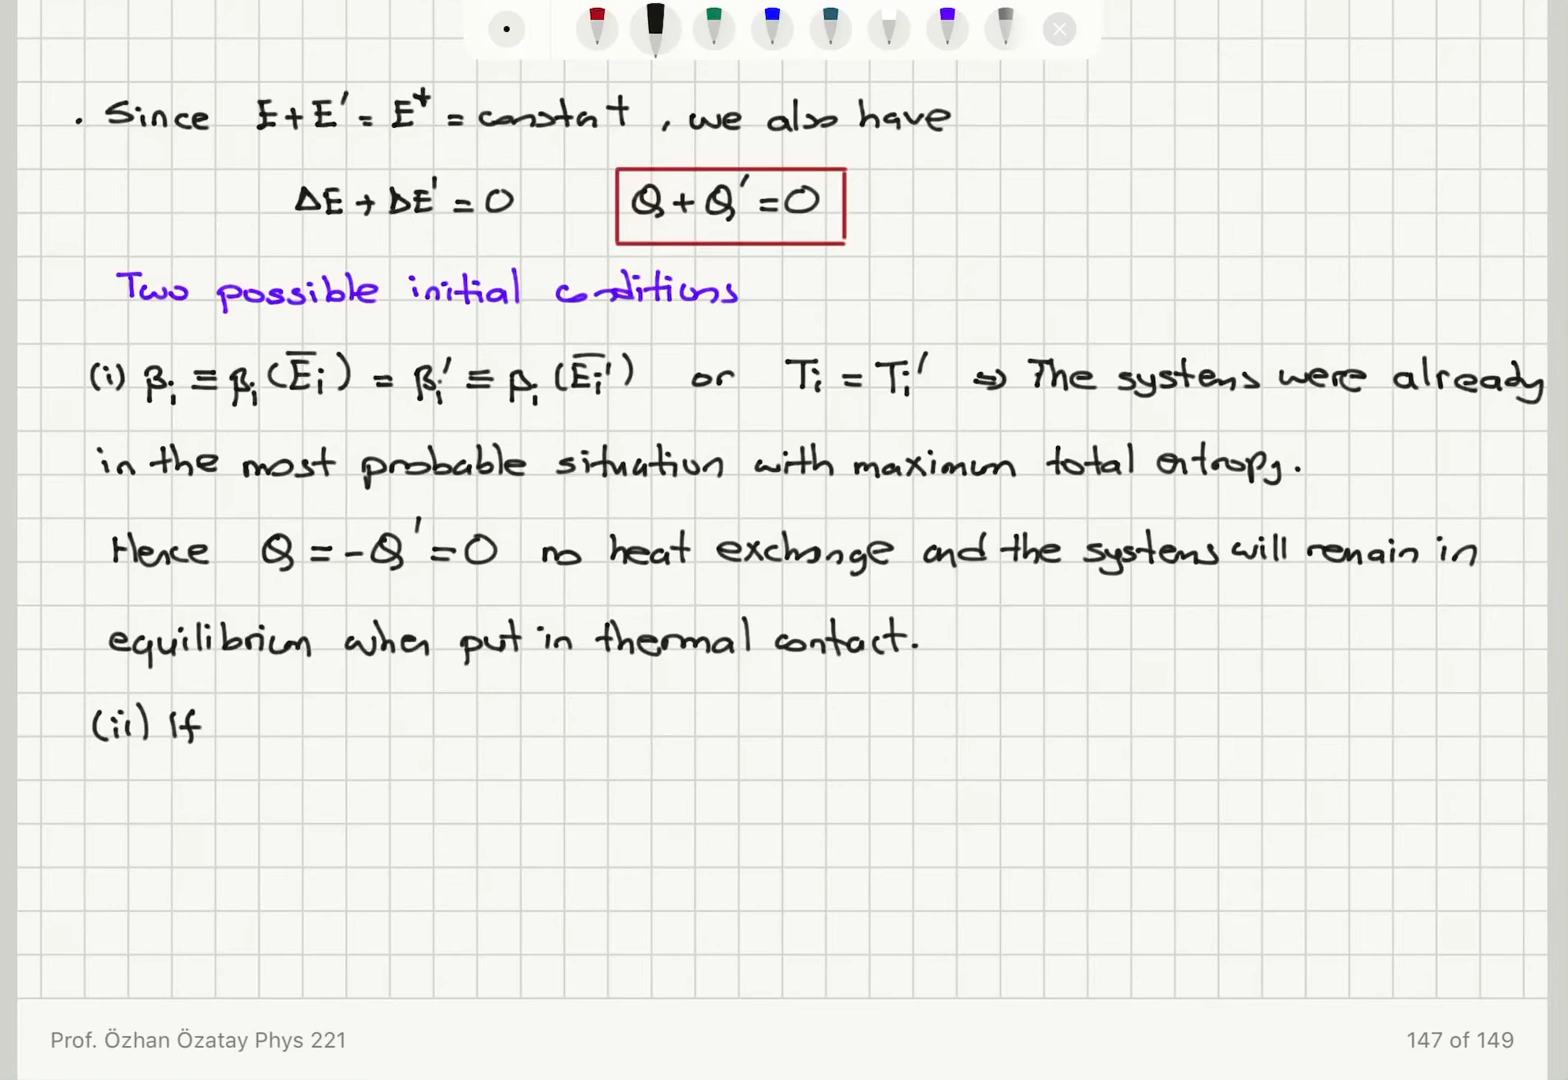 . Since E+E' = E⁺ = constant , we also have
ΔE + ΔE' = 0 Q + Q' = 0
Two possible initial conditions
(i) βᵢ ≡ βᵢ (E̅ᵢ) = βᵢ' ≡ βᵢ (E̅ᵢ') or Tᵢ = Tᵢ' ⇒ The systems were already
in the most probable situation with maximum total entropy.
Hence Q = -Q' = 0 no heat exchange and the systems will remain in
equilibrium when put in thermal contact.
(ii) If
Prof. Özhan Özatay Phys 221
147 of 149